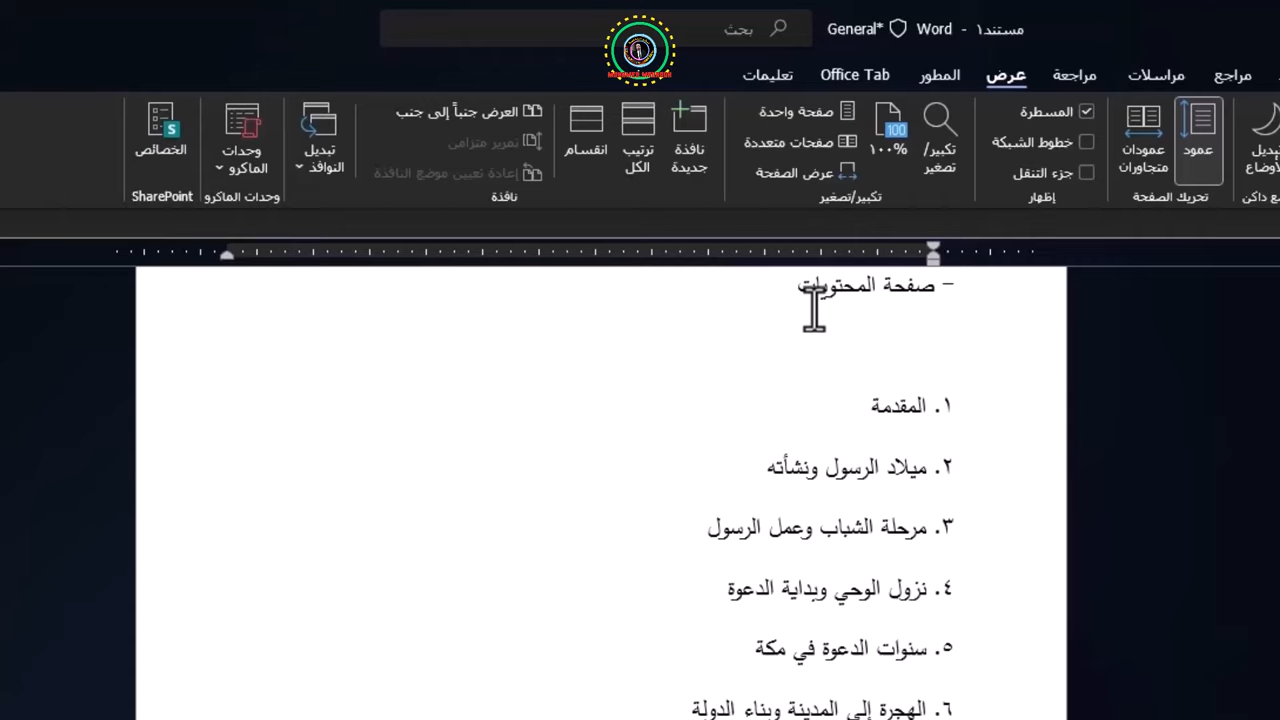 مستند١ - Word General*
بحث
مراجع مراسلات مراجعة عرض المطور Office Tab تعليمات
عمود
عمودان متجاوران
تحريك الصفحة
المسطرة
خطوط الشبكة
جزء التنقل
إظهار
تكبير/تصغير
100
١٠٠%
صفحة واحدة
صفحات متعددة
عرض الصفحة
تكبير/تصغير
نافذة جديدة
ترتيب الكل
انقسام
العرض جنباً إلى جنب
تمرير متزامن
إعادة تعيين موضع النافذة
تبديل النوافذ
نافذة
وحدات الماكرو
وحدات الماكرو
الخصائص
SharePoint
- صفحة المحتويات
١. المقدمة
٢. ميلاد الرسول ونشأته
٣. مرحلة الشباب وعمل الرسول
٤. نزول الوحي وبداية الدعوة
٥. سنوات الدعوة في مكة
٦. الهجرة إلى المدينة وبناء الدولة